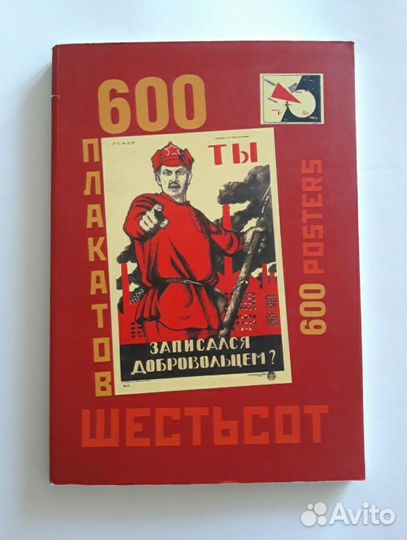 600
ПЛАКАТОВ
Р.С.Ф.С.Р.
ТЫ
ЗАПИСАЛСЯ
ДОБРОВОЛЬЦЕМ?
600 POSTERS
ШЕСТЬСОТ
Avito